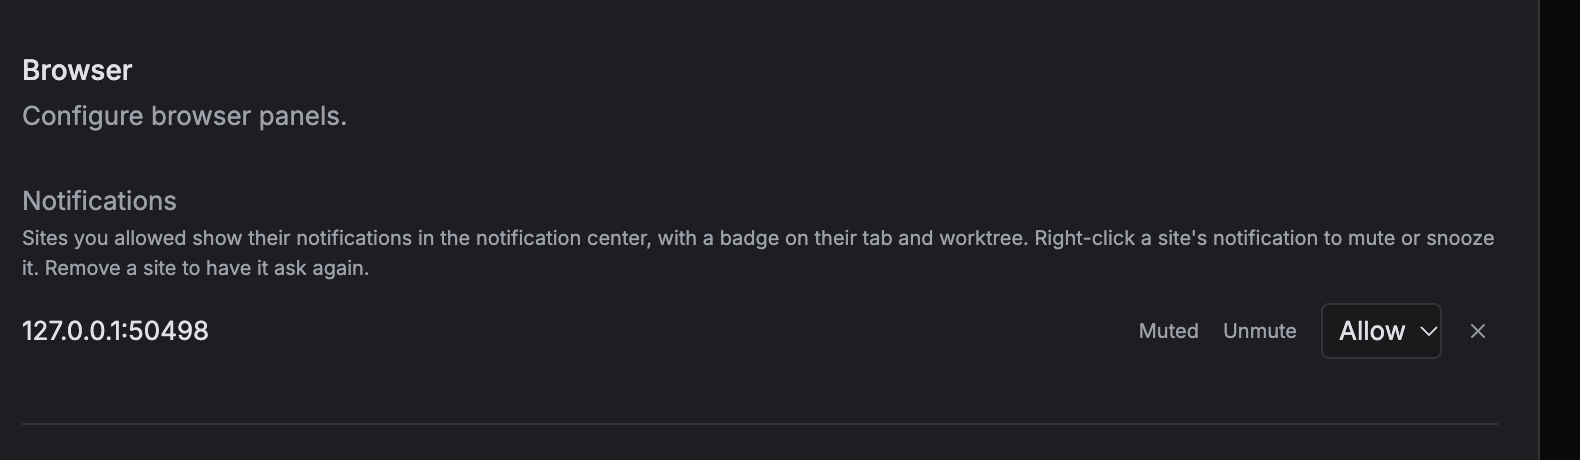 Browser
Configure browser panels.
Notifications
Sites you allowed show their notifications in the notification center, with a badge on their tab and worktree. Right-click a site's notification to mute or snooze
it. Remove a site to have it ask again.
127.0.0.1:50498 Muted Unmute Allow